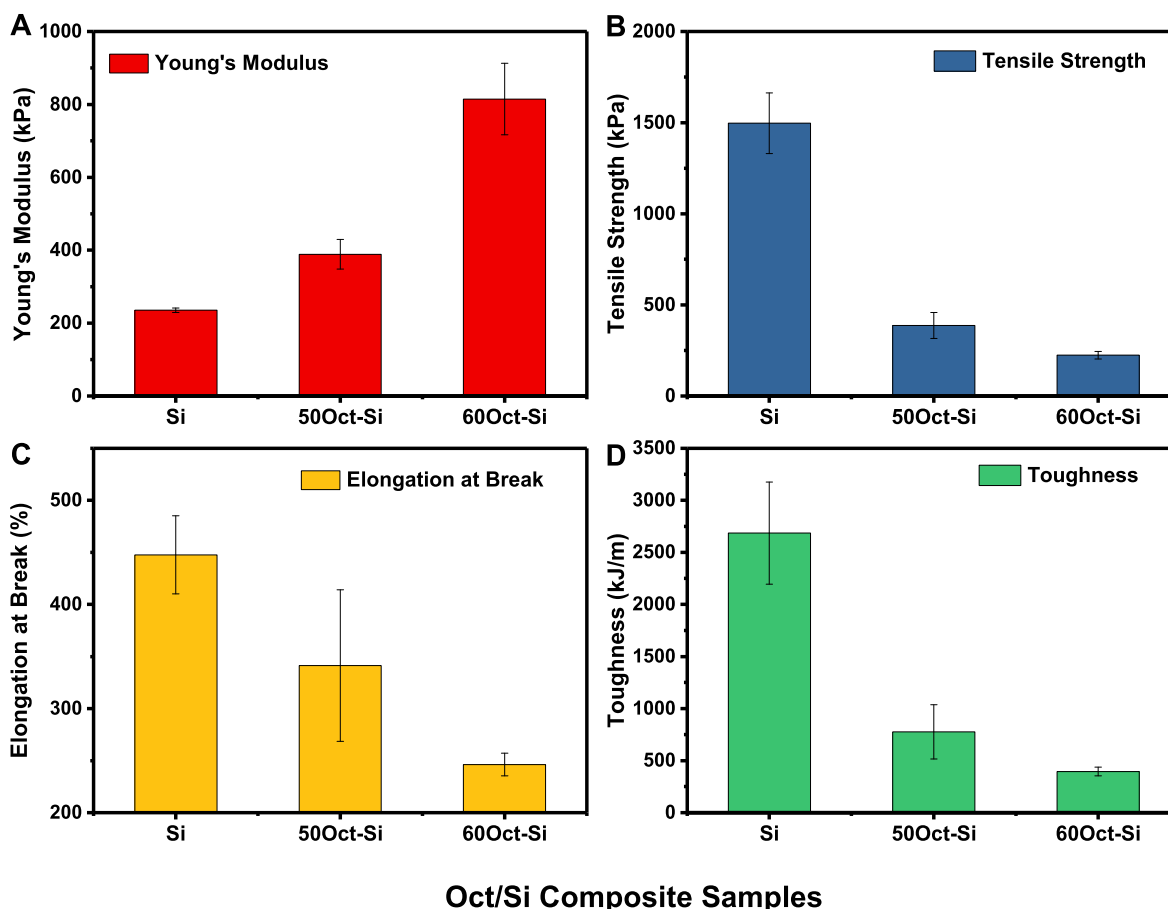 A
Young's Modulus
Young's Modulus (kPa)
1000
800
600
400
200
0
Si
50Oct-Si
60Oct-Si
B
Tensile Strength
Tensile Strength (kPa)
2000
1500
1000
500
0
Si
50Oct-Si
60Oct-Si
C
Elongation at Break
Elongation at Break (%)
500
400
300
200
Si
50Oct-Si
60Oct-Si
D
Toughness
Toughness (kJ/m)
3500
3000
2500
2000
1500
1000
500
0
Si
50Oct-Si
60Oct-Si
Oct/Si Composite Samples